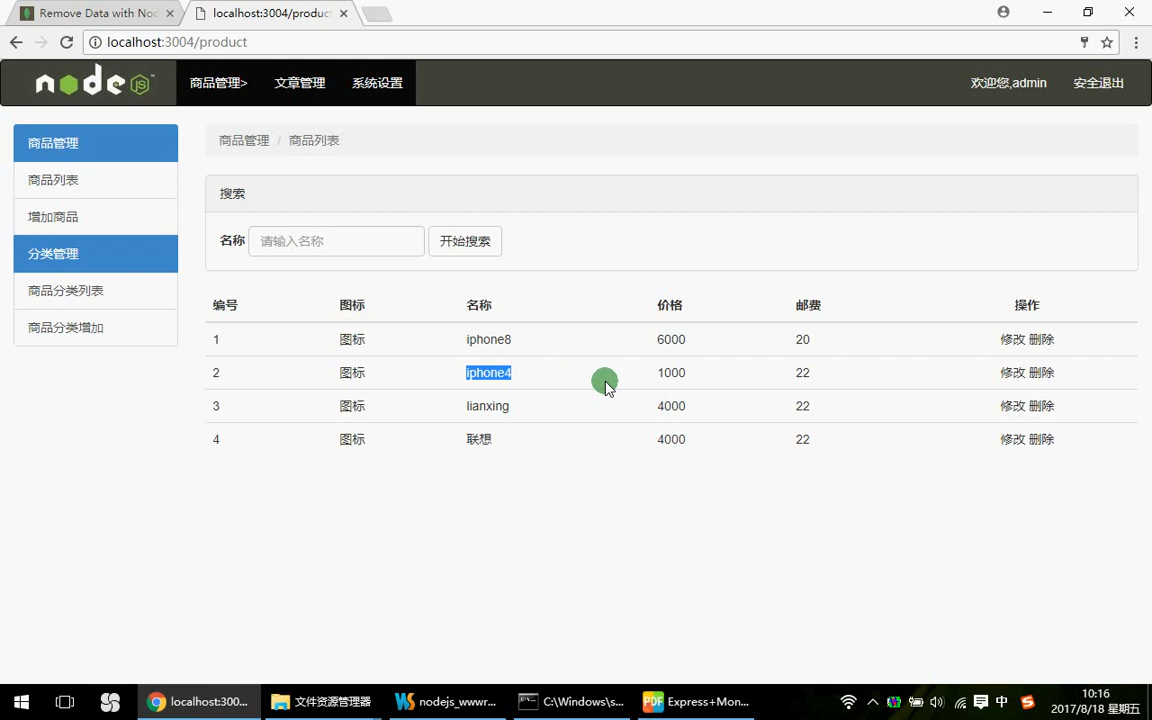 Remove Data with Nod
localhost:3004/produc
localhost:3004/product
node JS
商品管理>
文章管理
系统设置
欢迎您,admin
安全退出
商品管理
商品列表
增加商品
分类管理
商品分类列表
商品分类增加
商品管理 / 商品列表
搜索
名称 请输入名称 开始搜索
编号 图标 名称 价格 邮费 操作
1 图标 iphone8 6000 20 修改 删除
2 图标 iphone4 1000 22 修改 删除
3 图标 lianxing 4000 22 修改 删除
4 图标 联想 4000 22 修改 删除
localhost:300...
文件资源管理器
WS nodejs_wwwr...
C:\Windows\s...
PDF Express+Mon...
中
S
10:16
2017/8/18 星期五